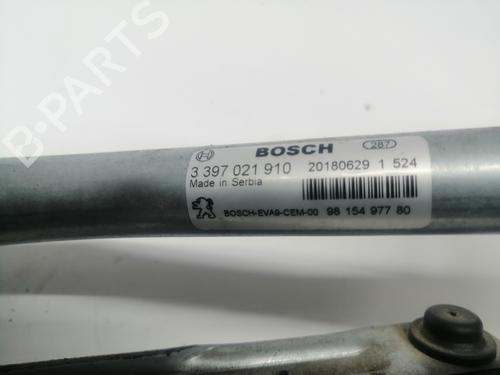 BOSCH 287
3 397 021 910 20180629 1 524
Made in Serbia
BOSCH-EVA9-CEM-00 98 154 977 80
B-PARTS